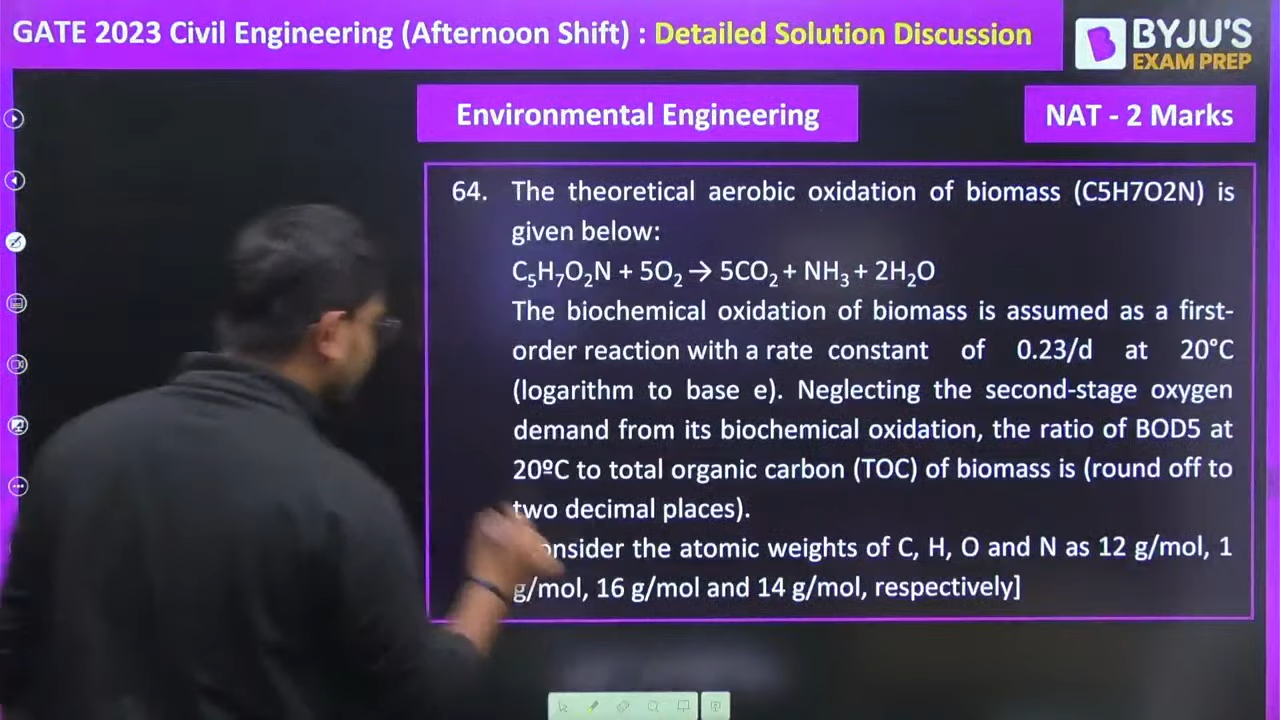 GATE 2023 Civil Engineering (Afternoon Shift) : Detailed Solution Discussion
BYJU'S
EXAM PREP
Environmental Engineering
NAT - 2 Marks
64. The theoretical aerobic oxidation of biomass (C5H7O2N) is
given below:
C₅H₇O₂N + 5O₂ → 5CO₂ + NH₃ + 2H₂O
The biochemical oxidation of biomass is assumed as a first-
order reaction with a rate constant of 0.23/d at 20°C
(logarithm to base e). Neglecting the second-stage oxygen
demand from its biochemical oxidation, the ratio of BOD5 at
20ºC to total organic carbon (TOC) of biomass is (round off to
two decimal places).
the atomic weights of C, H, O and N as 12 g/mol, 1
g/mol, 16 g/mol and 14 g/mol, respectively]